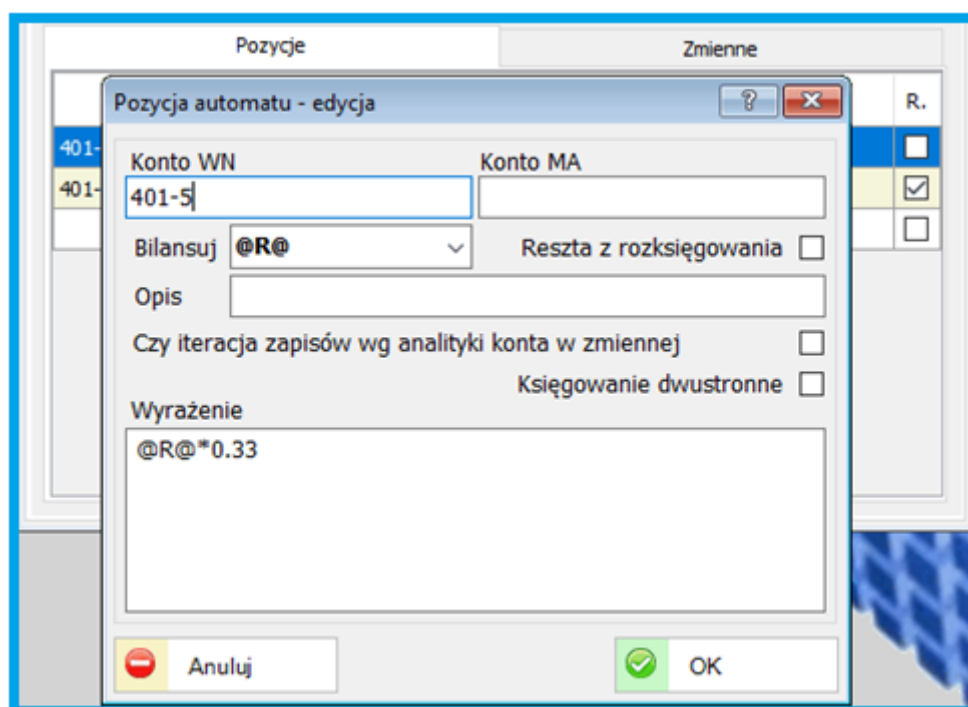 Pozycje Zmienne
Pozycja automatu - edycja
?
R.
401-
401-
Konto WN Konto MA
401-5
Bilansuj @R@ Reszta z rozksięgowania
Opis
Czy iteracja zapisów wg analityki konta w zmiennej
Księgowanie dwustronne
Wyrażenie
@R@*0.33
Anuluj OK